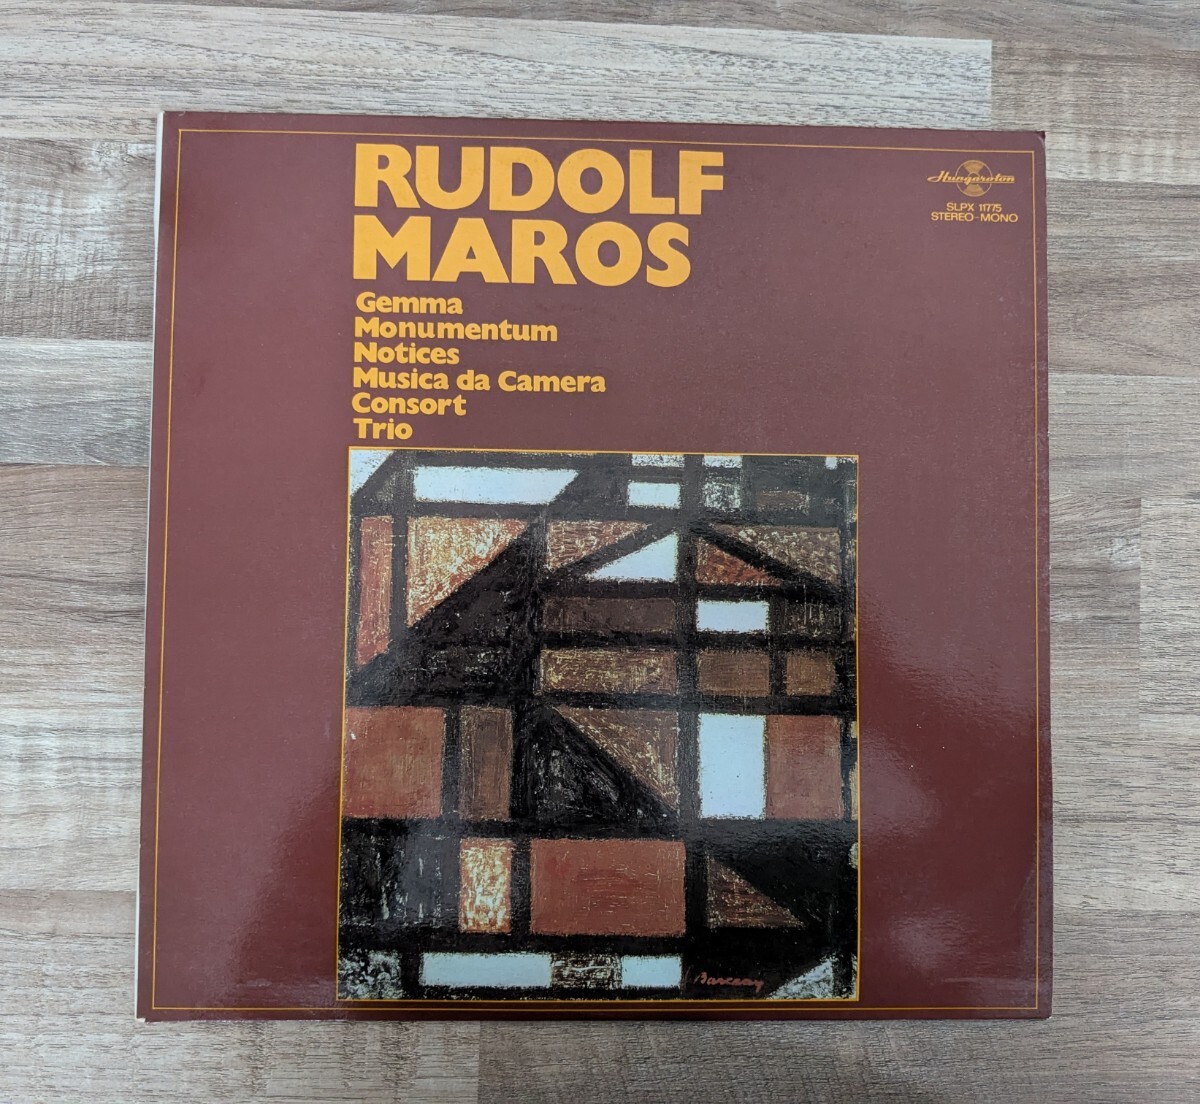 RUDOLF
MAROS
Hungaroton
SLPX 11775
STEREO-MONO
Gemma
Monumentum
Notices
Musica da Camera
Consort
Trio
Barcsay